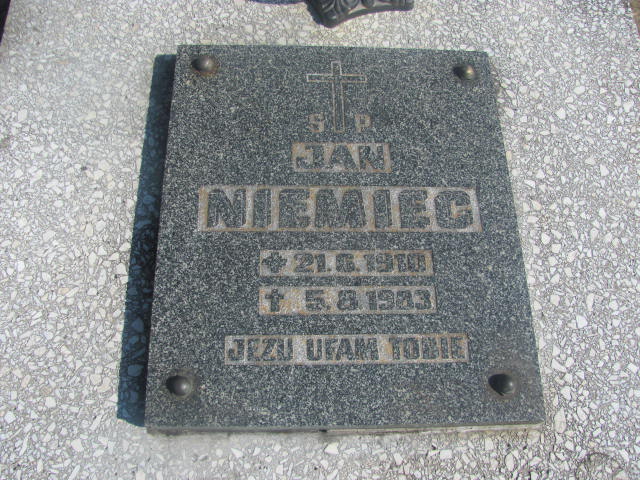 Ś P
JAN
NIEMIEC
21.6.1910
✝ 5.8.1983
JEZU UFAM TOBIE